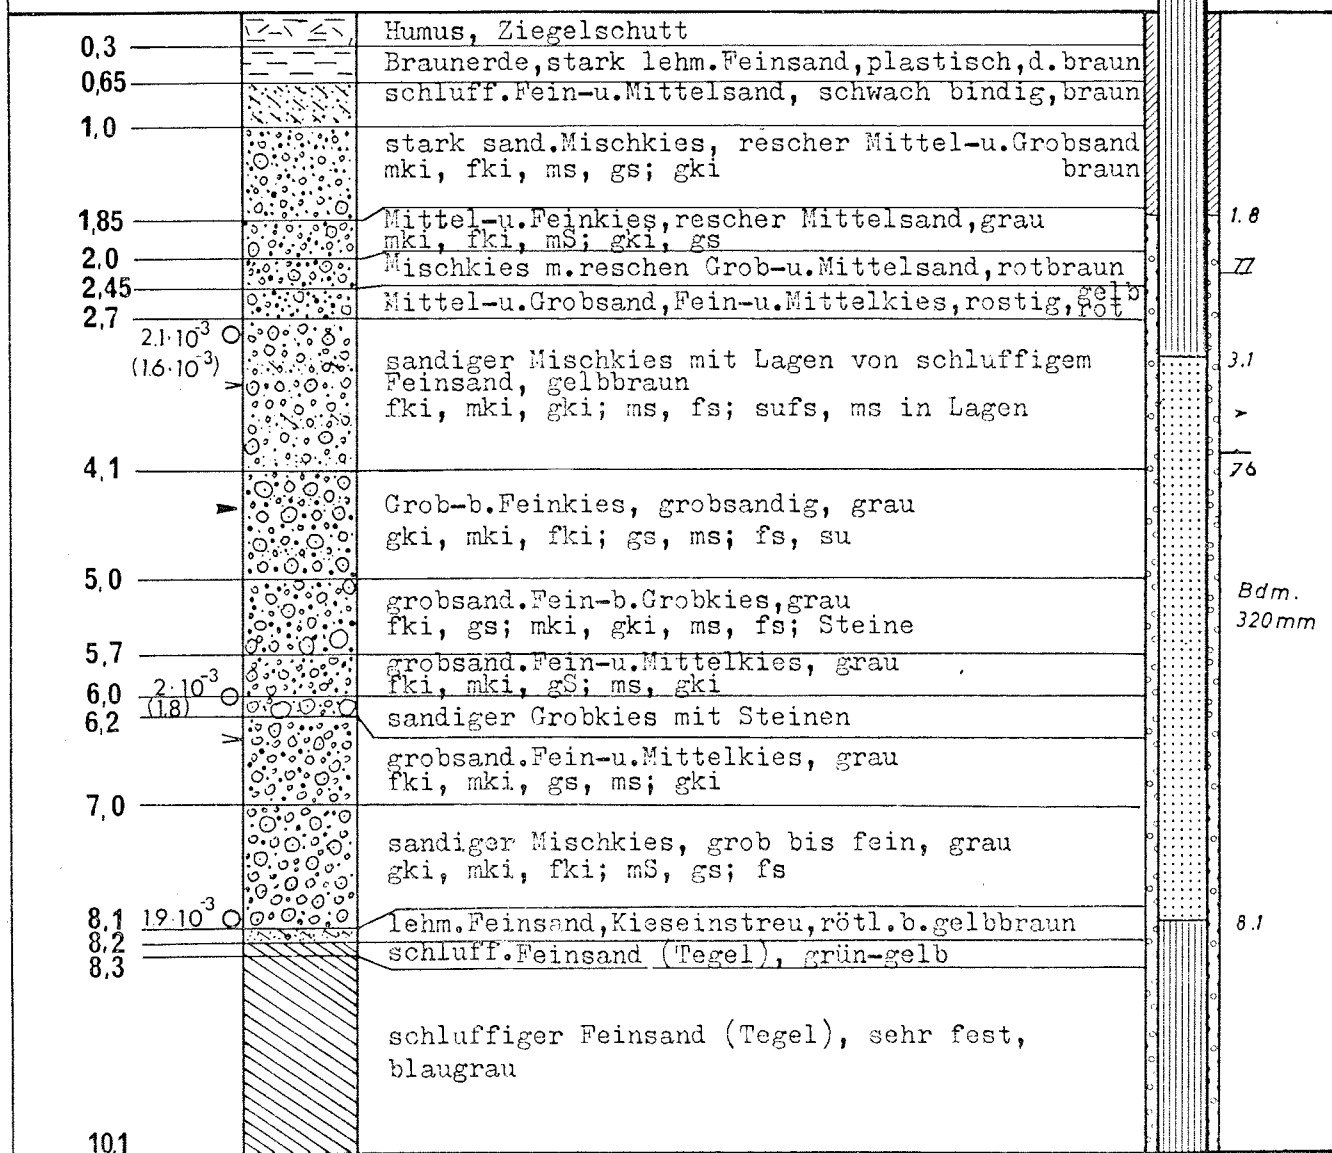 Humus, Ziegelschutt
0,3
Braunerde,stark lehm.Feinsand,plastisch,d.braun
0,65
schluff.Fein-u.Mittelsand, schwach bindig,braun
1,0
stark sand.Mischkies, rescher Mittel-u.Grobsand
mki, fki, ms, gs; gki braun
1,85
1.8
Mittel-u.Feinkies,rescher Mittelsand,grau
mki, fki, mS; gki, gs
2,0
Mischkies m.reschen Grob-u.Mittelsand,rotbraun
2,45
Mittel-u.Grobsand,Fein-u.Mittelkies,rostig,gelb
rot
2,7
2.1·10⁻³
(1.6·10⁻³)
sandiger Mischkies mit Lagen von schluffigem
Feinsand, gelbbraun
fki, mki, gki; ms, fs; sufs, ms in Lagen
3.1
4,1
76
Grob-b.Feinkies, grobsandig, grau
gki, mki, fki; gs, ms; fs, su
5,0
grobsand.Fein-b.Grobkies,grau
fki, gs; mki, gki, ms, fs; Steine
Bdm.
320mm
5,7
grobsand.Fein-u.Mittelkies, grau
fki, mki, gS; ms, gki
6,0 2·10⁻³
(1.8)
6,2
sandiger Grobkies mit Steinen
grobsand.Fein-u.Mittelkies, grau
fki, mki, gs, ms; gki
7,0
sandiger Mischkies, grob bis fein, grau
gki, mki, fki; mS, gs; fs
8,1 1.9·10⁻³
lehm.Feinsand,Kieseinstreu,rötl.b.gelbbraun
8.1
8.2
schluff.Feinsand (Tegel), grün-gelb
8.3
schluffiger Feinsand (Tegel), sehr fest,
blaugrau
10,1